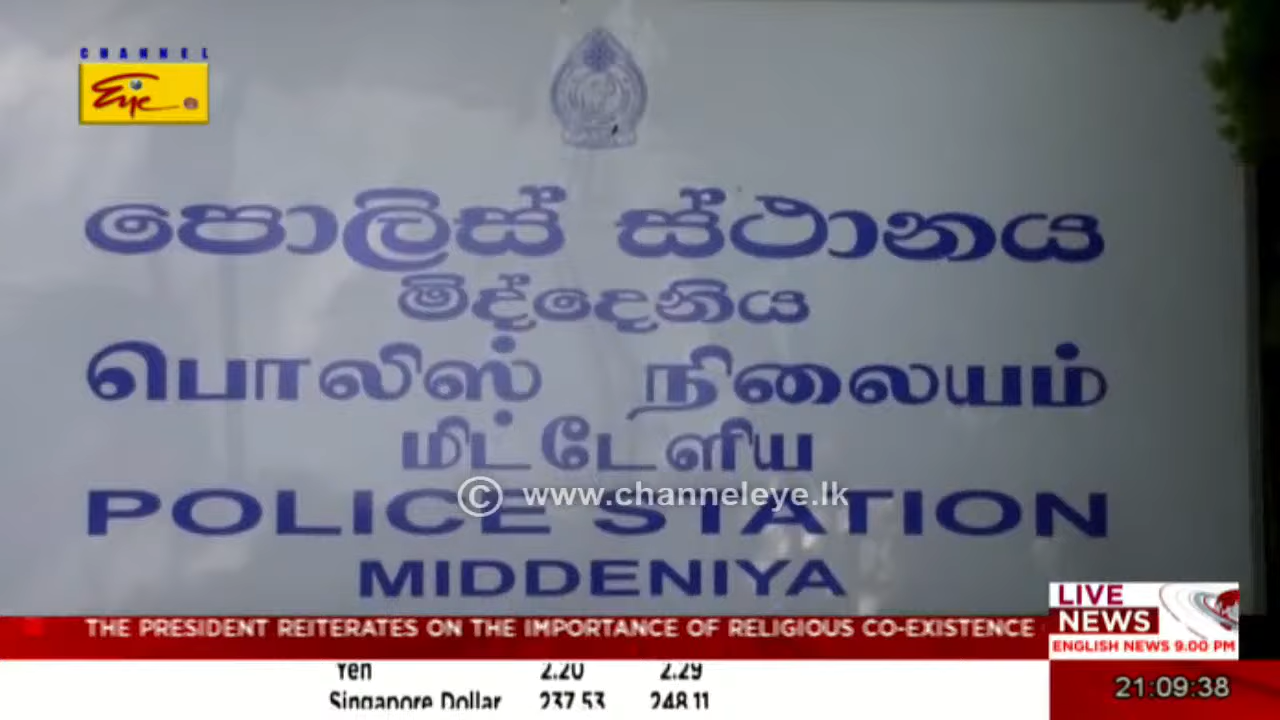 CHANNEL
Eye
පොලිස් ස්ථානය
මිද්දෙනිය
பொலிஸ் நிலையம்
மிட்டேனிய
© www.channeleye.lk
POLICE STATION
MIDDENIYA
THE PRESIDENT REITERATES ON THE IMPORTANCE OF RELIGIOUS CO-EXISTENCE
LIVE
NEWS
ENGLISH NEWS 9.00 PM
Yen 2.20 2.29
Singapore Dollar 237.53 248.11
21:09:38